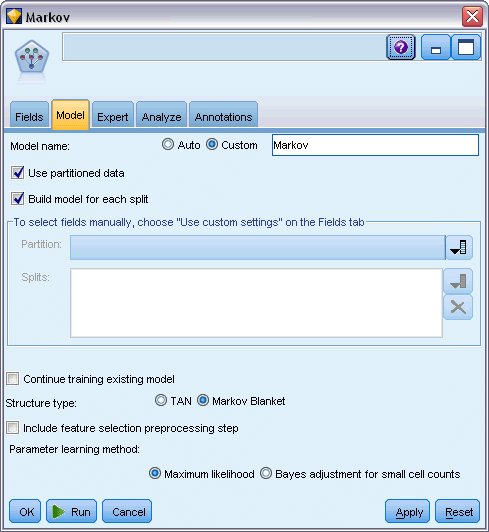 Markov
?
Fields Model Expert Analyze Annotations
Model name: Auto Custom Markov
Use partitioned data
Build model for each split
To select fields manually, choose "Use custom settings" on the Fields tab
Partition:
Splits:
Continue training existing model
Structure type: TAN Markov Blanket
Include feature selection preprocessing step
Parameter learning method:
Maximum likelihood Bayes adjustment for small cell counts
OK Run Cancel Apply Reset